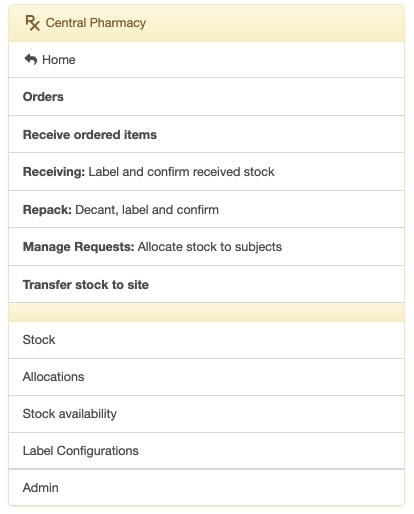 Central Pharmacy
Home
Orders
Receive ordered items
Receiving: Label and confirm received stock
Repack: Decant, label and confirm
Manage Requests: Allocate stock to subjects
Transfer stock to site
Stock
Allocations
Stock availability
Label Configurations
Admin